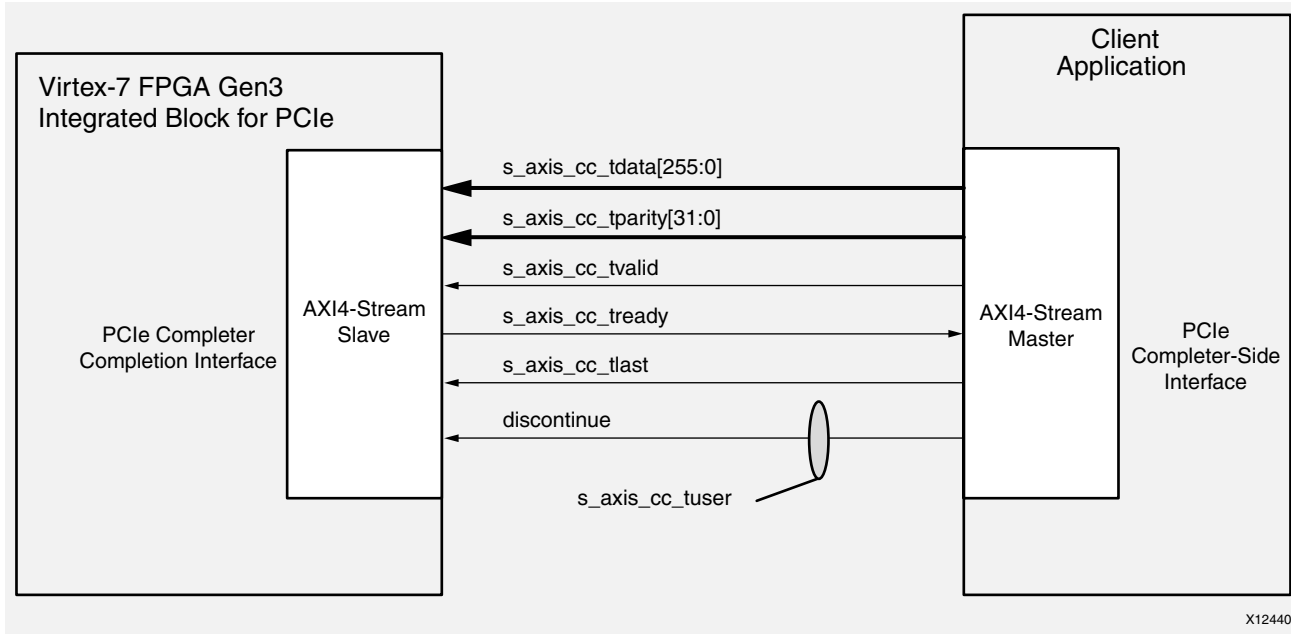 Client
Application
Virtex-7 FPGA Gen3
Integrated Block for PCIe
s_axis_cc_tdata[255:0]
s_axis_cc_tparity[31:0]
s_axis_cc_tvalid
AXI4-Stream
Slave
s_axis_cc_tready
AXI4-Stream
Master
PCIe Completer
Completion Interface
PCIe
Completer-Side
Interface
s_axis_cc_tlast
discontinue
s_axis_cc_tuser
X12440